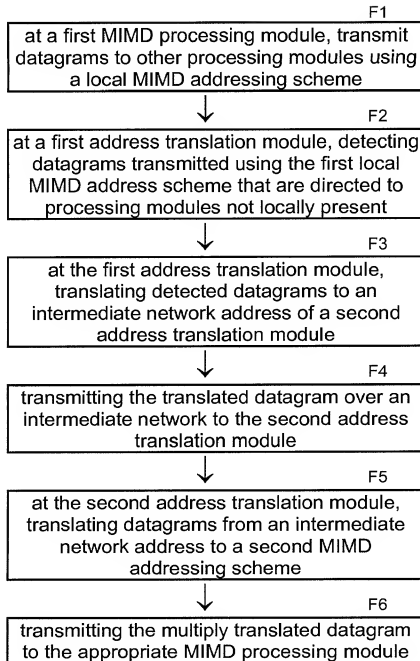 F1
at a first MIMD processing module, transmit
datagrams to other processing modules using
a local MIMD addressing scheme
F2
at a first address translation module, detecting
datagrams transmitted using the first local
MIMD address scheme that are directed to
processing modules not locally present
F3
at the first address translation module,
translating detected datagrams to an
intermediate network address of a second
address translation module
F4
transmitting the translated datagram over an
intermediate network to the second address
translation module
F5
at the second address translation module,
translating datagrams from an intermediate
network address to a second MIMD
addressing scheme
F6
transmitting the multiply translated datagram
to the appropriate MIMD processing module